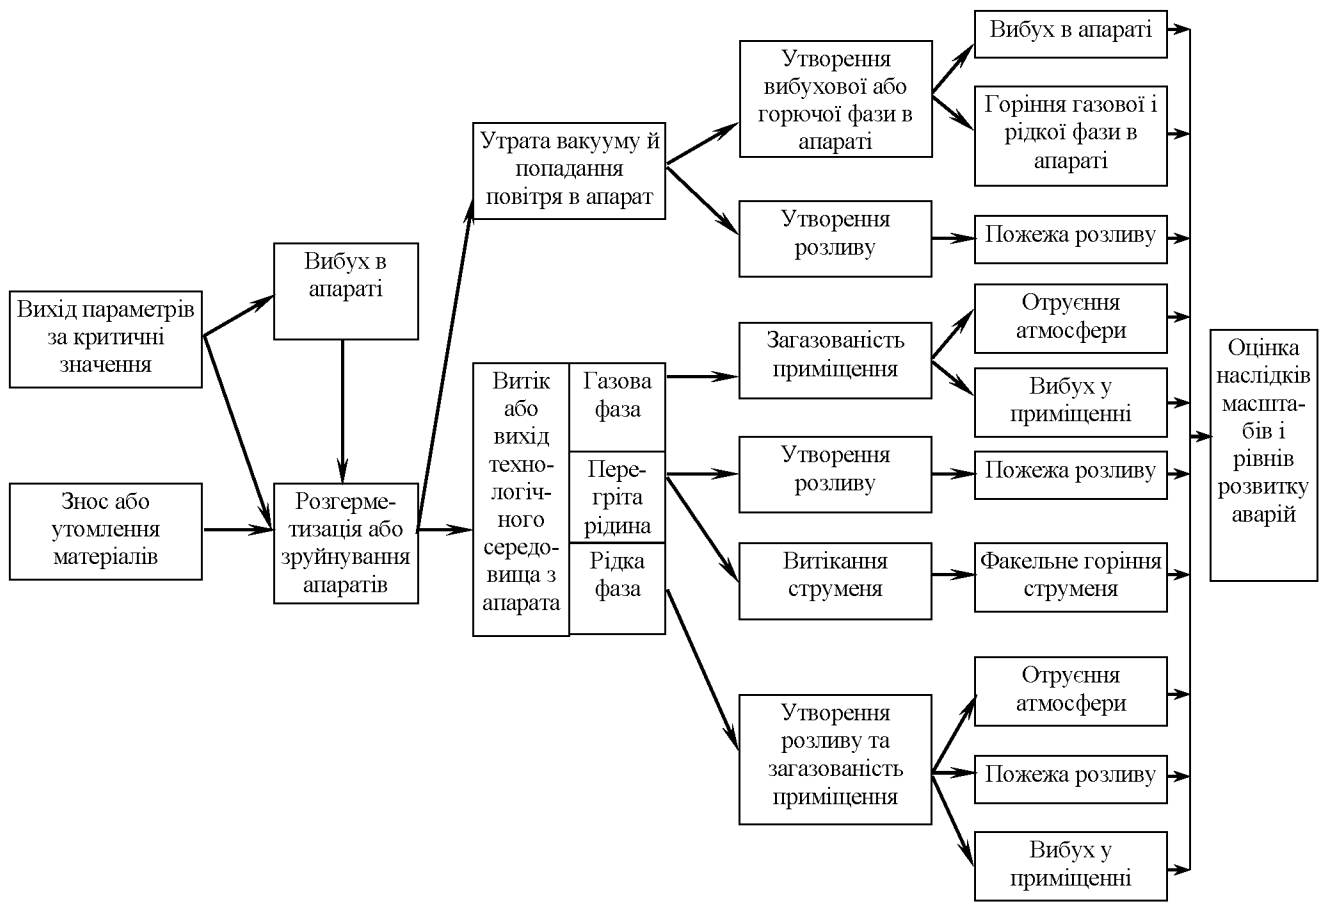 Вихід параметрів
за критичні
значення
Знос або
утомлення
матеріалів
Вибух в
апараті
Розгерме-
тизація або
зруйнування
апаратів
Утрата вакууму й
попадання
повітря в апарат
Витік
або
вихід
техно-
логіч-
ного
середо-
вища з
апарата
Газова
фаза
Пере-
гріта
рідина
Рідка
фаза
Утворення
вибухової або
горючої фази в
апараті
Утворення
розливу
Загазованість
приміщення
Утворення
розливу
Витікання
струменя
Утворення
розливу та
загазованість
приміщення
Вибух в апараті
Горіння газової і
рідкої фази в
апараті
Пожежа розливу
Отруєння
атмосфери
Вибух у
приміщенні
Пожежа розливу
Факельне горіння
струменя
Отруєння
атмосфери
Пожежа розливу
Вибух у
приміщенні
Оцінка
наслідків
масшта-
бів і
рівнів
розвитку
аварій